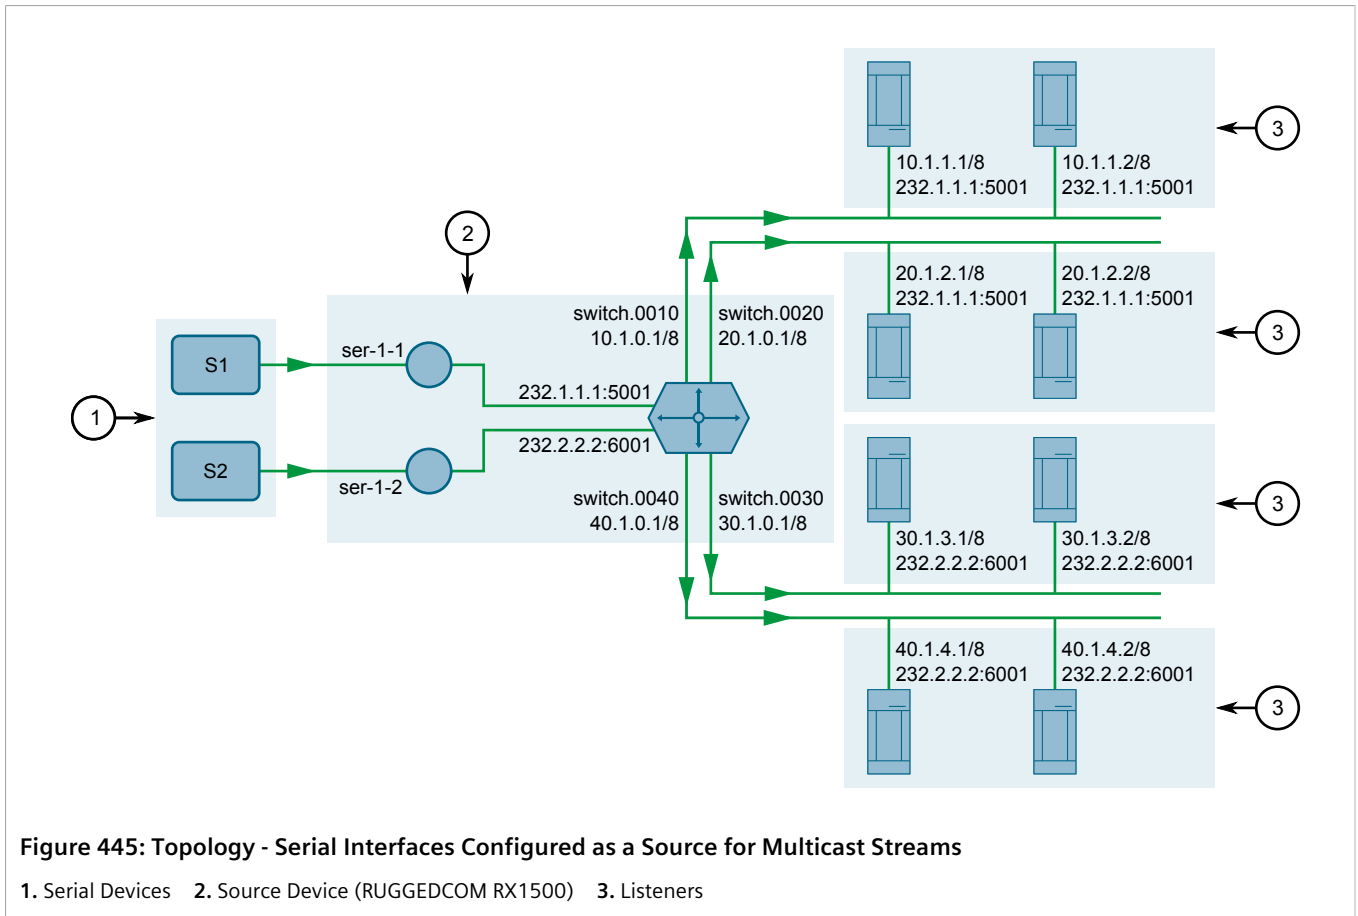 10.1.1.1/8
232.1.1.1:5001
10.1.1.2/8
232.1.1.1:5001
3
2
20.1.2.1/8
232.1.1.1:5001
20.1.2.2/8
232.1.1.1:5001
3
switch.0010
10.1.0.1/8
switch.0020
20.1.0.1/8
1
S1
ser-1-1
232.1.1.1:5001
S2
ser-1-2
232.2.2.2:6001
switch.0040
40.1.0.1/8
switch.0030
30.1.0.1/8
30.1.3.1/8
232.2.2.2:6001
30.1.3.2/8
232.2.2.2:6001
3
40.1.4.1/8
232.2.2.2:6001
40.1.4.2/8
232.2.2.2:6001
3
Figure 445: Topology - Serial Interfaces Configured as a Source for Multicast Streams
1. Serial Devices 2. Source Device (RUGGEDCOM RX1500) 3. Listeners